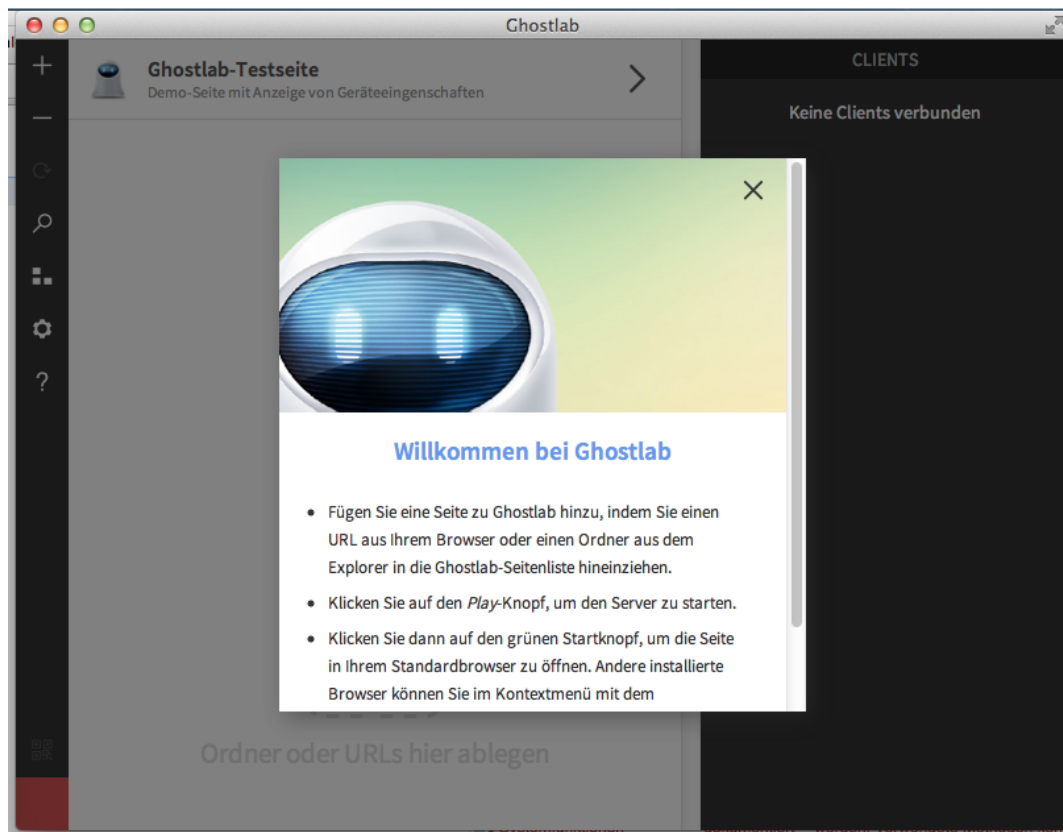 Ghostlab
Ghostlab-Testseite
Demo-Seite mit Anzeige von Geräteeingenschaften
CLIENTS
Keine Clients verbunden
Willkommen bei Ghostlab
• Fügen Sie eine Seite zu Ghostlab hinzu, indem Sie einen
URL aus Ihrem Browser oder einen Ordner aus dem
Explorer in die Ghostlab-Seitenliste hineinziehen.
• Klicken Sie auf den Play-Knopf, um den Server zu starten.
• Klicken Sie dann auf den grünen Startknopf, um die Seite
in Ihrem Standardbrowser zu öffnen. Andere installierte
Browser können Sie im Kontextmenü mit dem
Ordner oder URLs hier ablegen